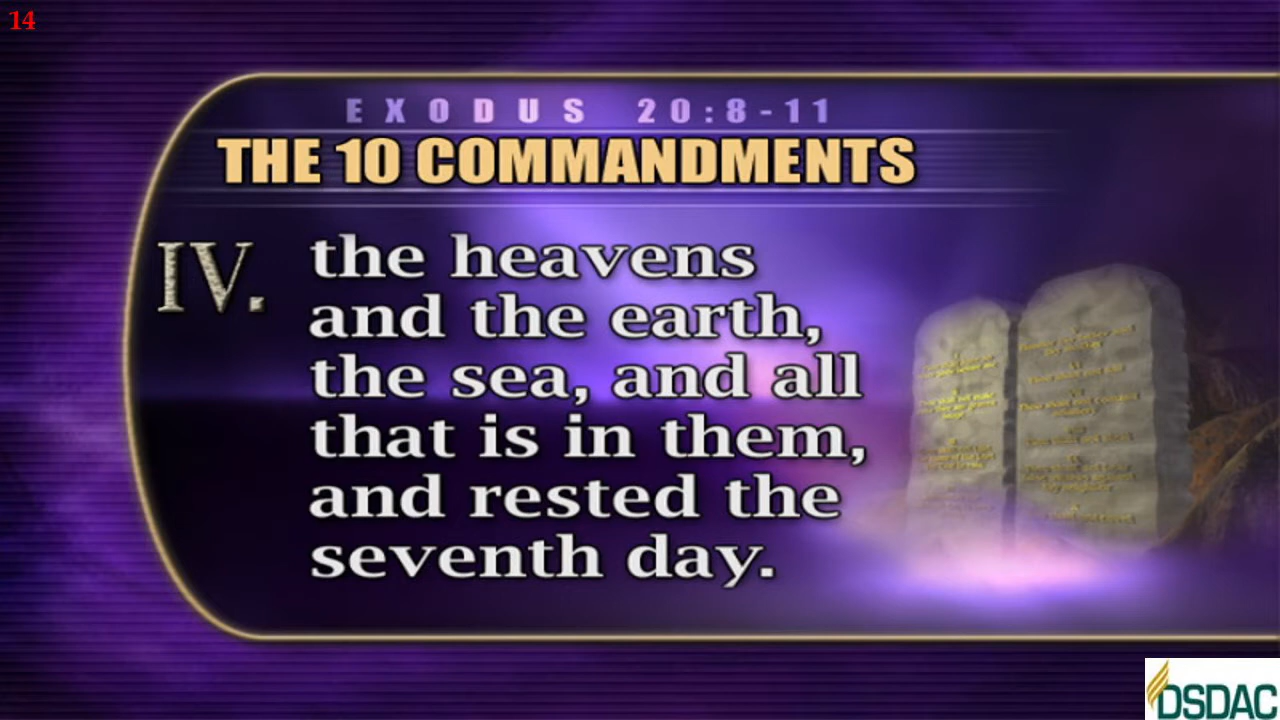 14
EXODUS 20:8-11
THE 10 COMMANDMENTS
IV. the heavens
and the earth,
the sea, and all
that is in them,
and rested the
seventh day.
DSDAC